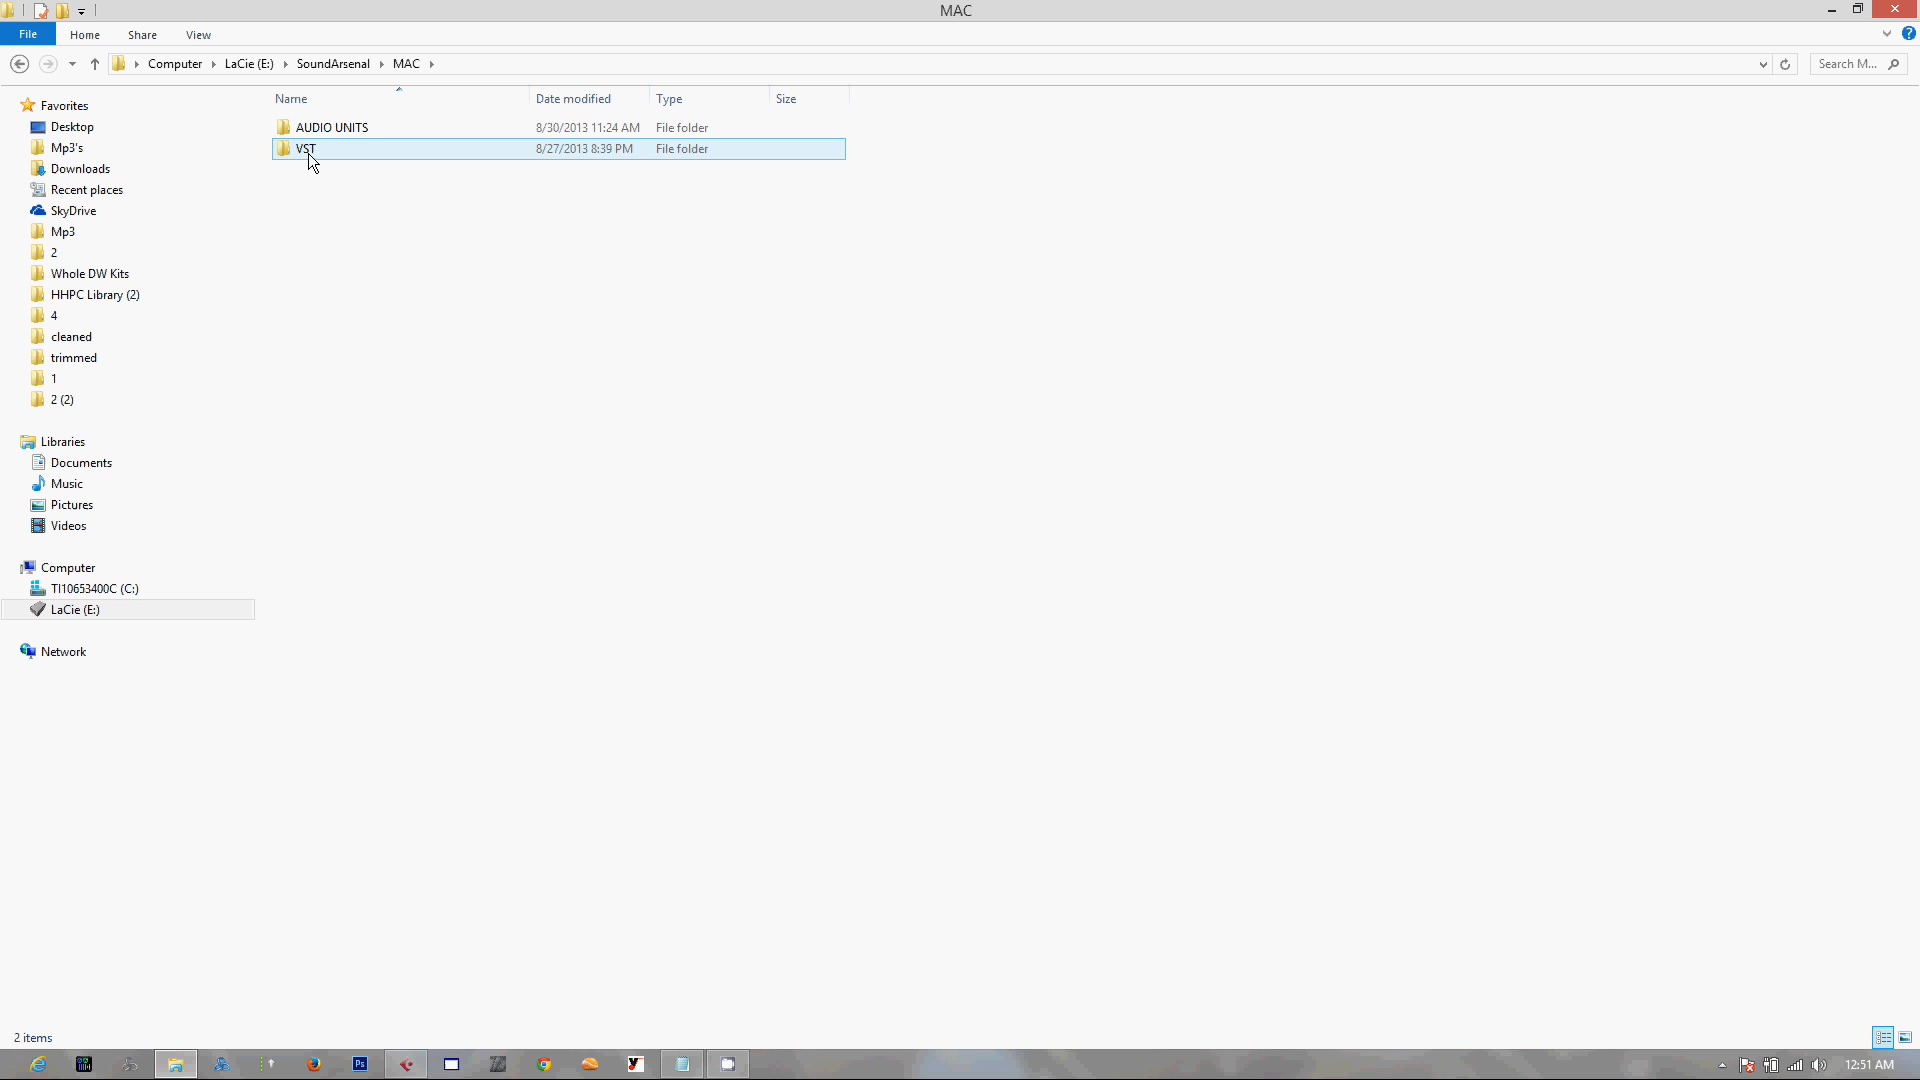 MAC
File Home Share View
Computer LaCie (E:) SoundArsenal MAC Search M...
Name Date modified Type Size
AUDIO UNITS 8/30/2013 11:24 AM File folder
VST 8/27/2013 8:39 PM File folder
Favorites
Desktop
Mp3's
Downloads
Recent places
SkyDrive
Mp3
2
Whole DW Kits
HHPC Library (2)
4
cleaned
trimmed
1
2 (2)
Libraries
Documents
Music
Pictures
Videos
Computer
TI10653400C (C:)
LaCie (E:)
Network
2 items
Ps
12:51 AM